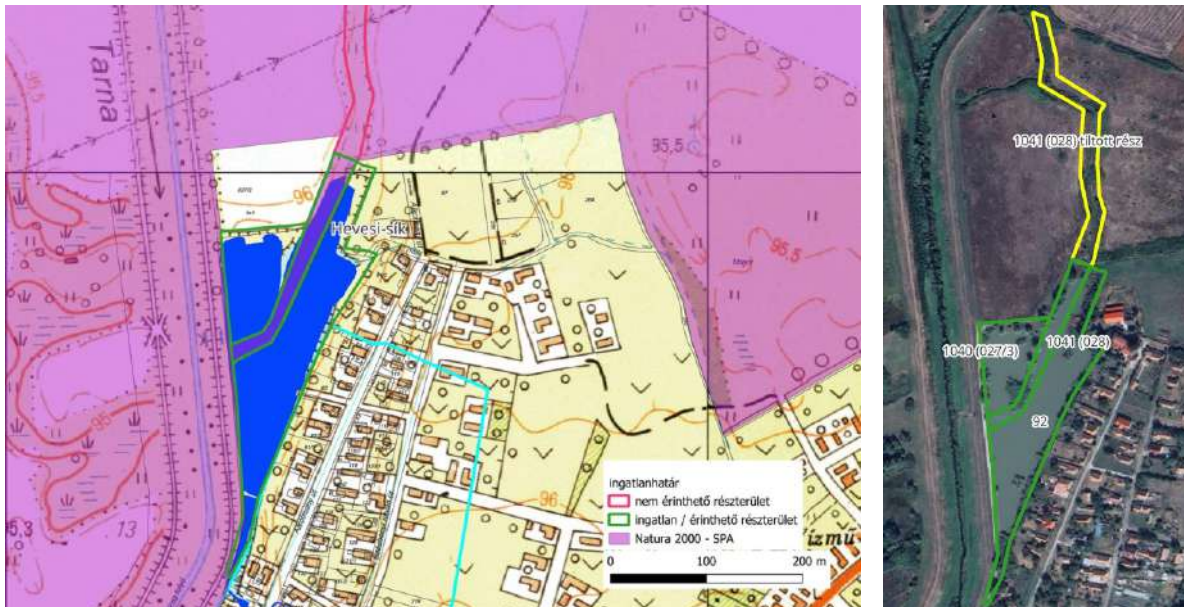 Tarna
95,5
96
95,5
96
Hevesi-sík
95,5
95
96
5,3
.13
ízmű
ingatlanhatár
nem érinthető részterület
ingatlan / érinthető részterület
Natura 2000 - SPA
0 100 200 m
1041 (028) tiltott rész
1040 (027/3)
1041 (028)
92